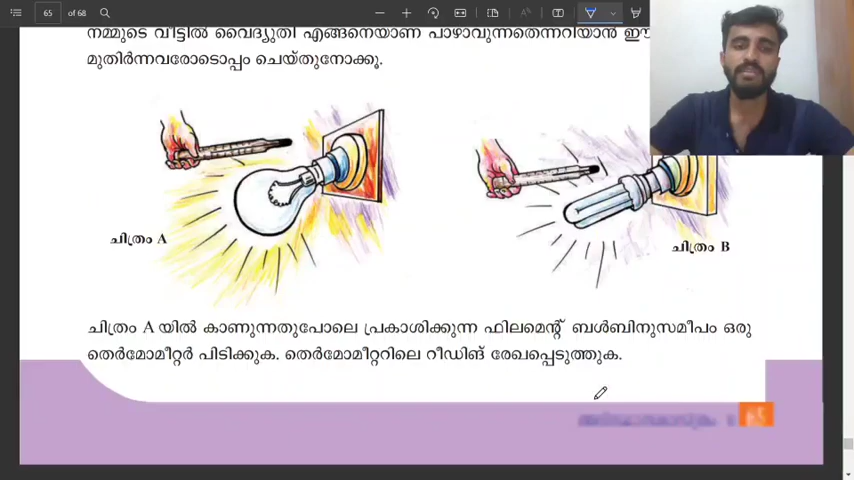 65 of 68
നമ്മുടെ വീട്ടിൽ വൈദ്യുതി എങ്ങനെയാണ് പാഴാവുന്നതെന്നറിയാൻ ഈ
മുതിർന്നവരോടൊപ്പം ചെയ്തുനോക്കൂ.
ചിത്രം A
ചിത്രം B
ചിത്രം A യിൽ കാണുന്നതുപോലെ പ്രകാശിക്കുന്ന ഫിലമെന്റ് ബൾബിനുസമീപം ഒരു
തെർമോമീറ്റർ പിടിക്കുക. തെർമോമീറ്ററിലെ റീഡിങ് രേഖപ്പെടുത്തുക.
65